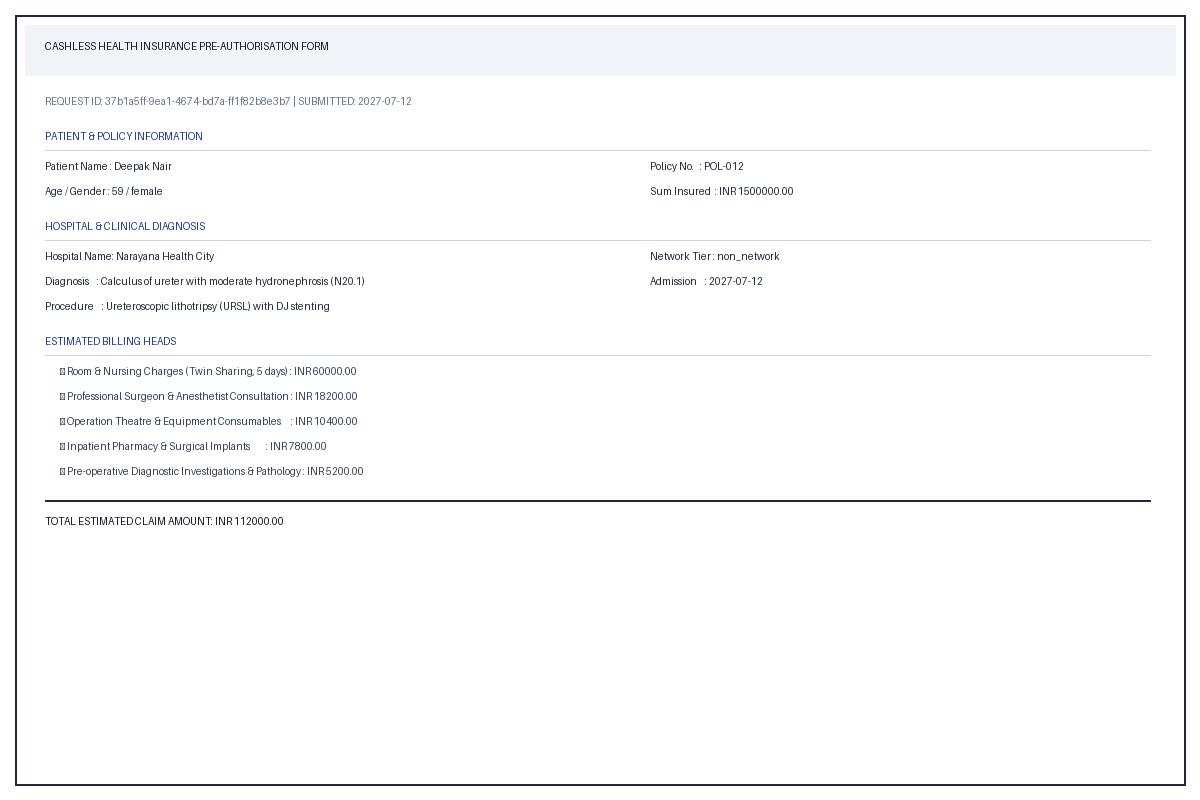 CASHLESS HEALTH INSURANCE PRE-AUTHORISATION FORM
REQUEST ID: 37b1a5ff-9ea1-4674-bd7a-ff1f82b8e3b7 | SUBMITTED: 2027-07-12
PATIENT & POLICY INFORMATION
Patient Name : Deepak Nair
Policy No. : POL-012
Age / Gender : 59 / female
Sum Insured : INR 1500000.00
HOSPITAL & CLINICAL DIAGNOSIS
Hospital Name: Narayana Health City
Network Tier : non_network
Diagnosis : Calculus of ureter with moderate hydronephrosis (N20.1)
Admission : 2027-07-12
Procedure : Ureteroscopic lithotripsy (URSL) with DJ stenting
ESTIMATED BILLING HEADS
Room & Nursing Charges (Twin Sharing, 5 days) : INR 60000.00
Professional Surgeon & Anesthetist Consultation : INR 18200.00
Operation Theatre & Equipment Consumables : INR 10400.00
Inpatient Pharmacy & Surgical Implants : INR 7800.00
Pre-operative Diagnostic Investigations & Pathology : INR 5200.00
TOTAL ESTIMATED CLAIM AMOUNT: INR 112000.00